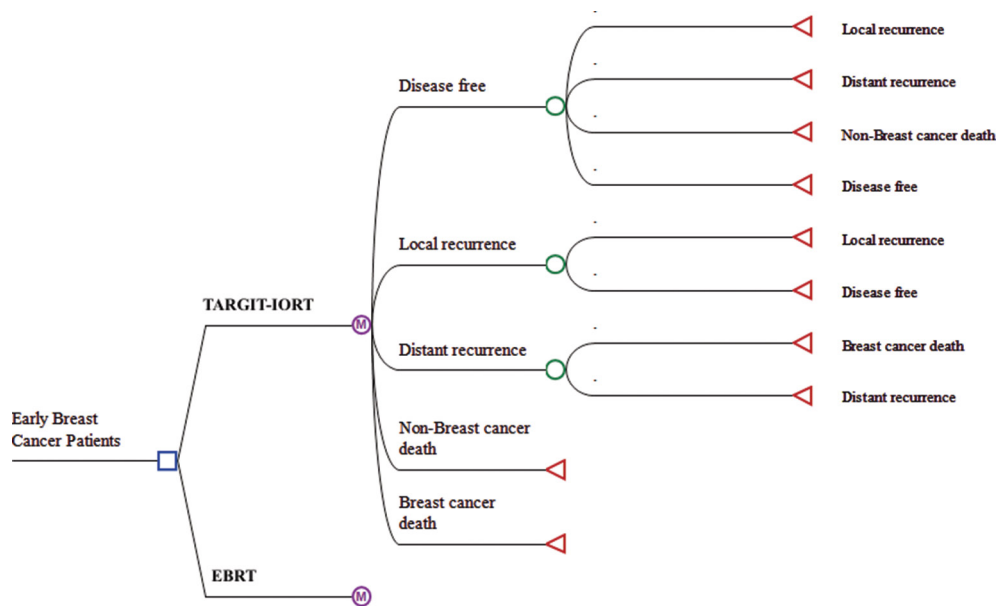 Local recurrence
Disease free
Distant recurrence
Non-Breast cancer death
Disease free
Local recurrence
Local recurrence
Disease free
TARGIT-IORT
M
Distant recurrence
Breast cancer death
Distant recurrence
Early Breast
Cancer Patients
Non-Breast cancer
death
Breast cancer
death
EBRT
M